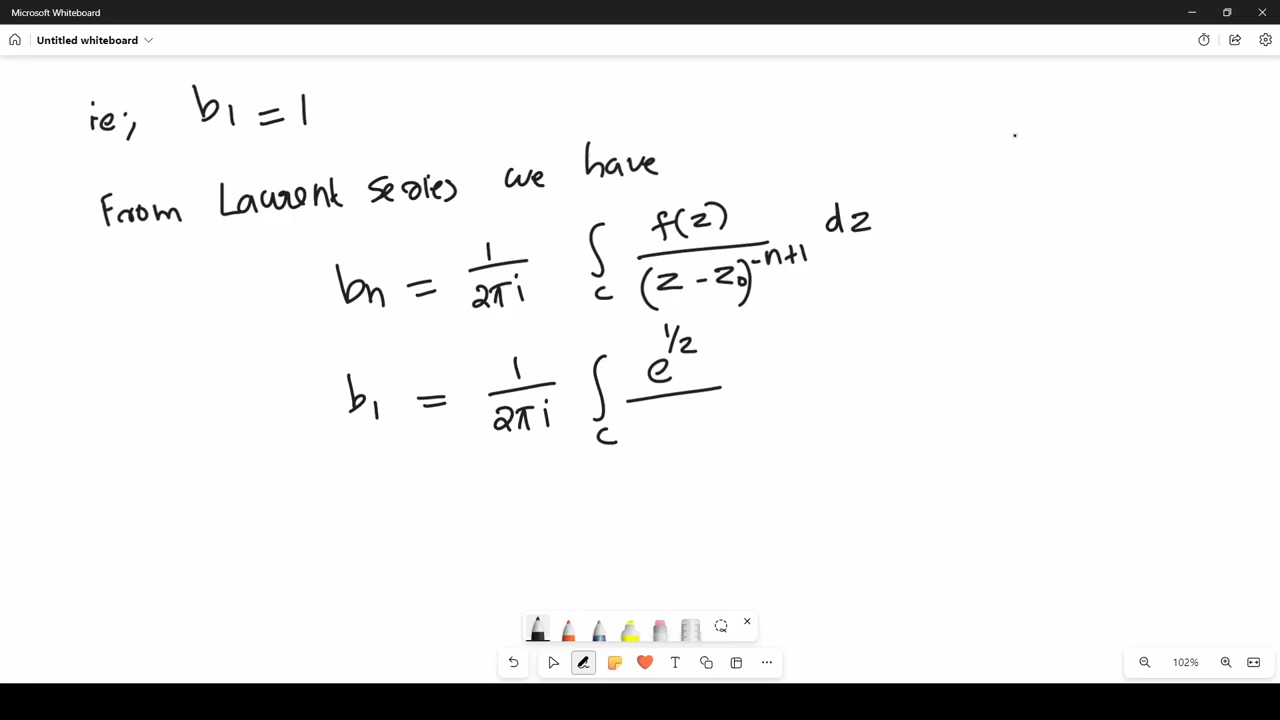 Microsoft Whiteboard
Untitled whiteboard
ie; b1 = 1
From Laurent series we have
bn = 1/2πi ∫c f(z)/(z - z0)^-n+1 dz
b1 = 1/2πi ∫c e^1/z
102%